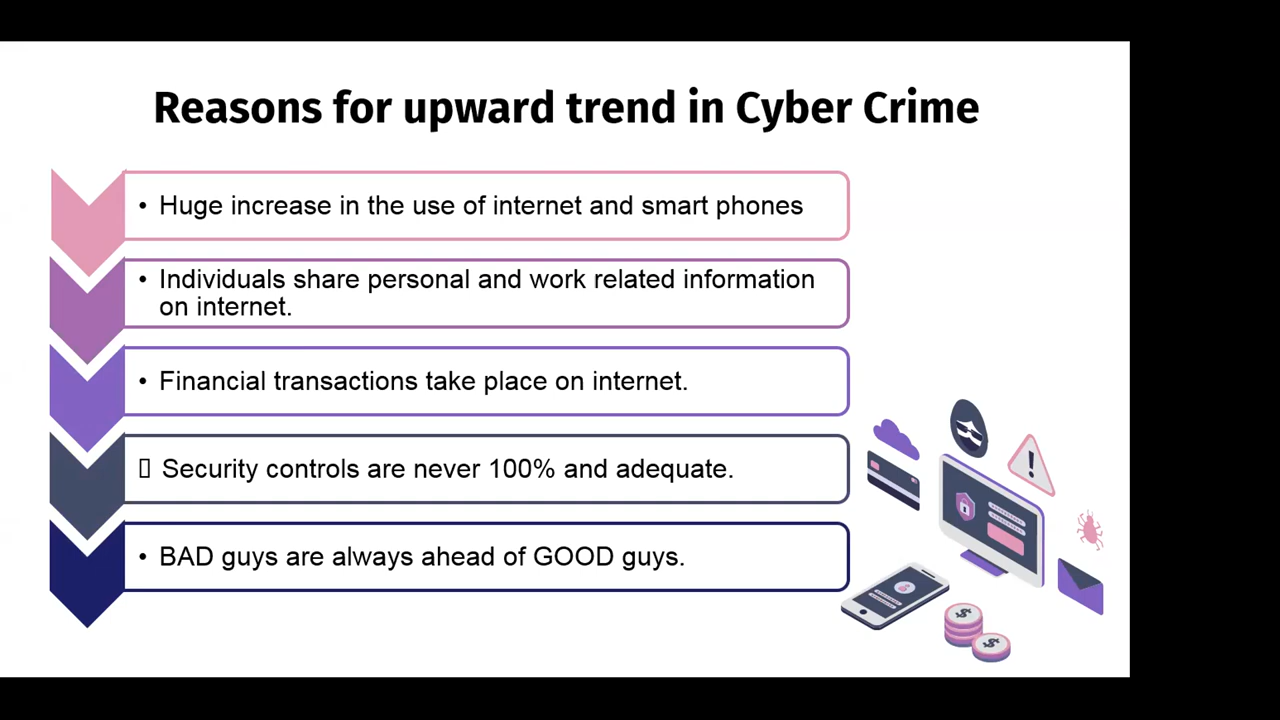 Reasons for upward trend in Cyber Crime
• Huge increase in the use of internet and smart phones
• Individuals share personal and work related information
on internet.
• Financial transactions take place on internet.
▯ Security controls are never 100% and adequate.
• BAD guys are always ahead of GOOD guys.